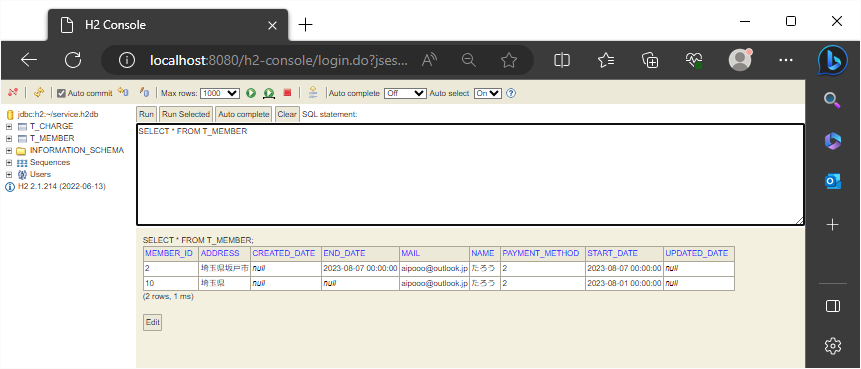 H2 Console
localhost:8080/h2-console/login.do?jses...
Auto commit Max rows: 1000 Auto complete Off Auto select On
jdbc:h2:~/service.h2db
T_CHARGE
T_MEMBER
INFORMATION_SCHEMA
Sequences
Users
H2 2.1.214 (2022-06-13)
Run Run Selected Auto complete Clear SQL statement:
SELECT * FROM T_MEMBER
SELECT * FROM T_MEMBER;
MEMBER_ID ADDRESS CREATED_DATE END_DATE MAIL NAME PAYMENT_METHOD START_DATE UPDATED_DATE
2 埼玉県坂戸市 null 2023-08-07 00:00:00 aipooo@outlook.jp たろう 2 2023-08-07 00:00:00 null
10 埼玉県 null null aipooo@outlook.jp たろう 2 2023-08-01 00:00:00 null
(2 rows, 1 ms)
Edit